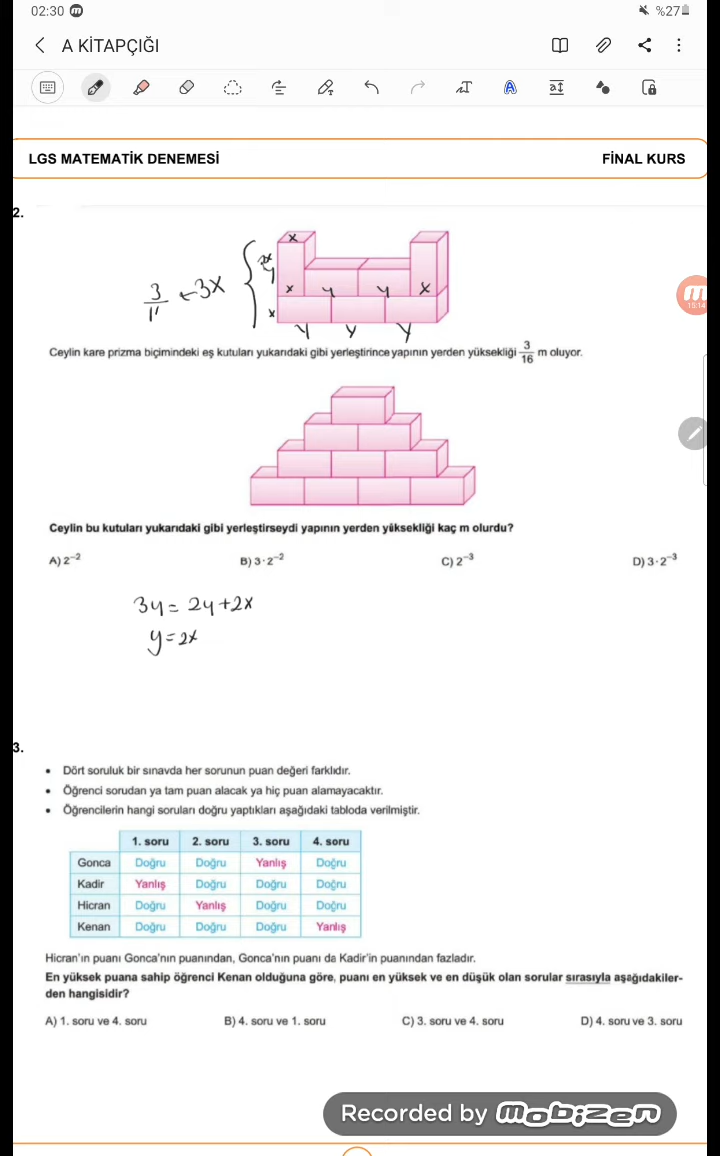 02:30 %27
A KİTAPÇIĞI
LGS MATEMATİK DENEMESİ FİNAL KURS
2.
x
2x
y
3 ← 3x
x y y x
11
x
y y y
Ceylin kare prizma biçimindeki eş kutuları yukarıdaki gibi yerleştirince yapının yerden yüksekliği 3/16 m oluyor.
15:14
Ceylin bu kutuları yukarıdaki gibi yerleştirseydi yapının yerden yüksekliği kaç m olurdu?
A) 2⁻² B) 3·2⁻² C) 2⁻³ D) 3·2⁻³
3y = 2y+2x
y=2x
3.
• Dört soruluk bir sınavda her sorunun puan değeri farklıdır.
• Öğrenci sorudan ya tam puan alacak ya hiç puan alamayacaktır.
• Öğrencilerin hangi soruları doğru yaptıkları aşağıdaki tabloda verilmiştir.
1. soru 2. soru 3. soru 4. soru
Gonca Doğru Doğru Yanlış Doğru
Kadir Yanlış Doğru Doğru Doğru
Hicran Doğru Yanlış Doğru Doğru
Kenan Doğru Doğru Doğru Yanlış
Hicran'ın puanı Gonca'nın puanından, Gonca'nın puanı da Kadir'in puanından fazladır.
En yüksek puana sahip öğrenci Kenan olduğuna göre, puanı en yüksek ve en düşük olan sorular sırasıyla aşağıdakiler-
den hangisidir?
A) 1. soru ve 4. soru B) 4. soru ve 1. soru C) 3. soru ve 4. soru D) 4. soru ve 3. soru
Recorded by mobizen